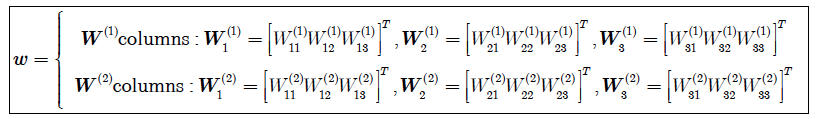 w = { W^(1) columns : W_1^(1) = [W_11^(1) W_12^(1) W_13^(1)]^T , W_2^(1) = [W_21^(1) W_22^(1) W_23^(1)]^T , W_3^(1) = [W_31^(1) W_32^(1) W_33^(1)]^T
W^(2) columns : W_1^(2) = [W_11^(2) W_12^(2) W_13^(2)]^T , W_2^(2) = [W_21^(2) W_22^(2) W_23^(2)]^T , W_3^(2) = [W_31^(2) W_32^(2) W_33^(2)]^T